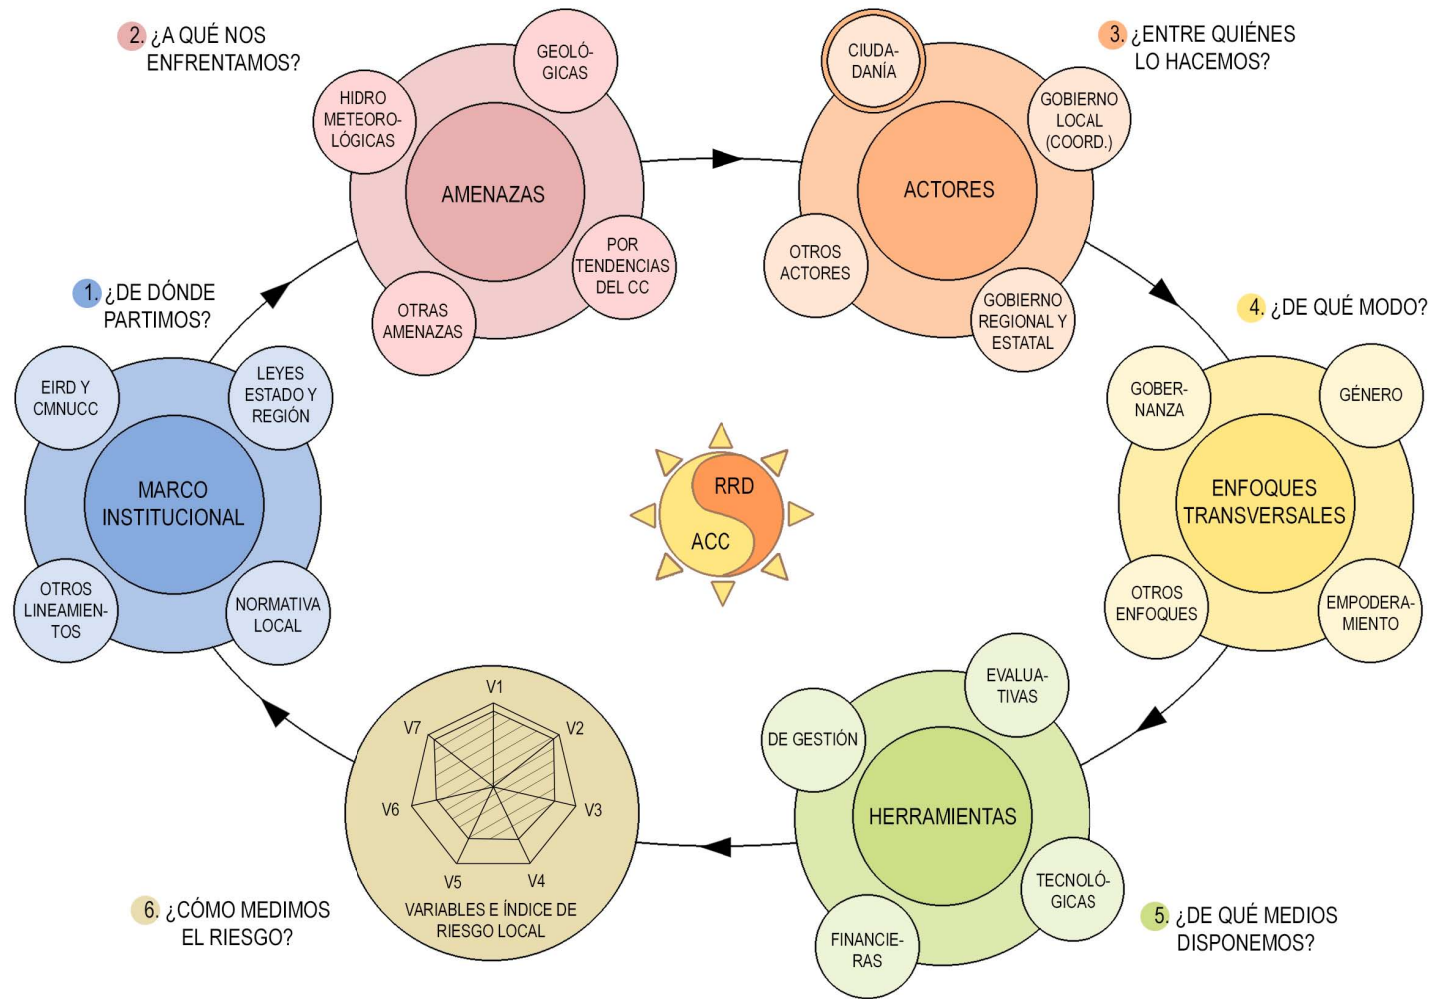 1. ¿DE DÓNDE
PARTIMOS?
EIRD Y
CMNUCC
LEYES
ESTADO Y
REGIÓN
MARCO
INSTITUCIONAL
OTROS
LINEAMIEN-
TOS
NORMATIVA
LOCAL
2. ¿A QUÉ NOS
ENFRENTAMOS?
GEOLÓ-
GICAS
HIDRO
METEORO-
LÓGICAS
AMENAZAS
POR
TENDENCIAS
DEL CC
OTRAS
AMENAZAS
3. ¿ENTRE QUIÉNES
LO HACEMOS?
CIUDA-
DANÍA
GOBIERNO
LOCAL
(COORD.)
ACTORES
OTROS
ACTORES
GOBIERNO
REGIONAL Y
ESTATAL
4. ¿DE QUÉ MODO?
GOBER-
NANZA
GÉNERO
ENFOQUES
TRANSVERSALES
OTROS
ENFOQUES
EMPODERA-
MIENTO
5. ¿DE QUÉ MEDIOS
DISPONEMOS?
EVALUA-
TIVAS
DE GESTIÓN
HERRAMIENTAS
TECNOLÓ-
GICAS
FINANCIE-
RAS
6. ¿CÓMO MEDIMOS
EL RIESGO?
V1
V2
V3
V4
V5
V6
V7
VARIABLES E ÍNDICE DE
RIESGO LOCAL
RRD
ACC